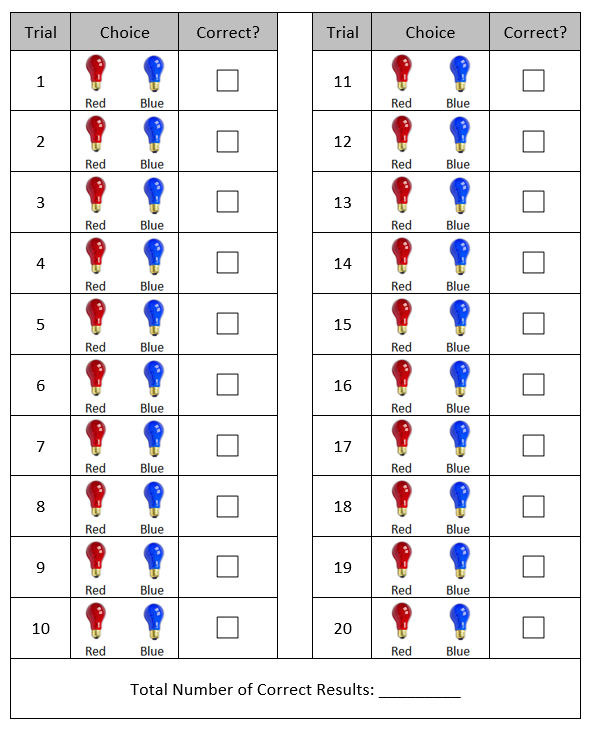 Trial Choice Correct? Trial Choice Correct?
1 11
Red Blue Red Blue
2 12
Red Blue Red Blue
3 13
Red Blue Red Blue
4 14
Red Blue Red Blue
5 15
Red Blue Red Blue
6 16
Red Blue Red Blue
7 17
Red Blue Red Blue
8 18
Red Blue Red Blue
9 19
Red Blue Red Blue
10 20
Red Blue Red Blue
Total Number of Correct Results: _________